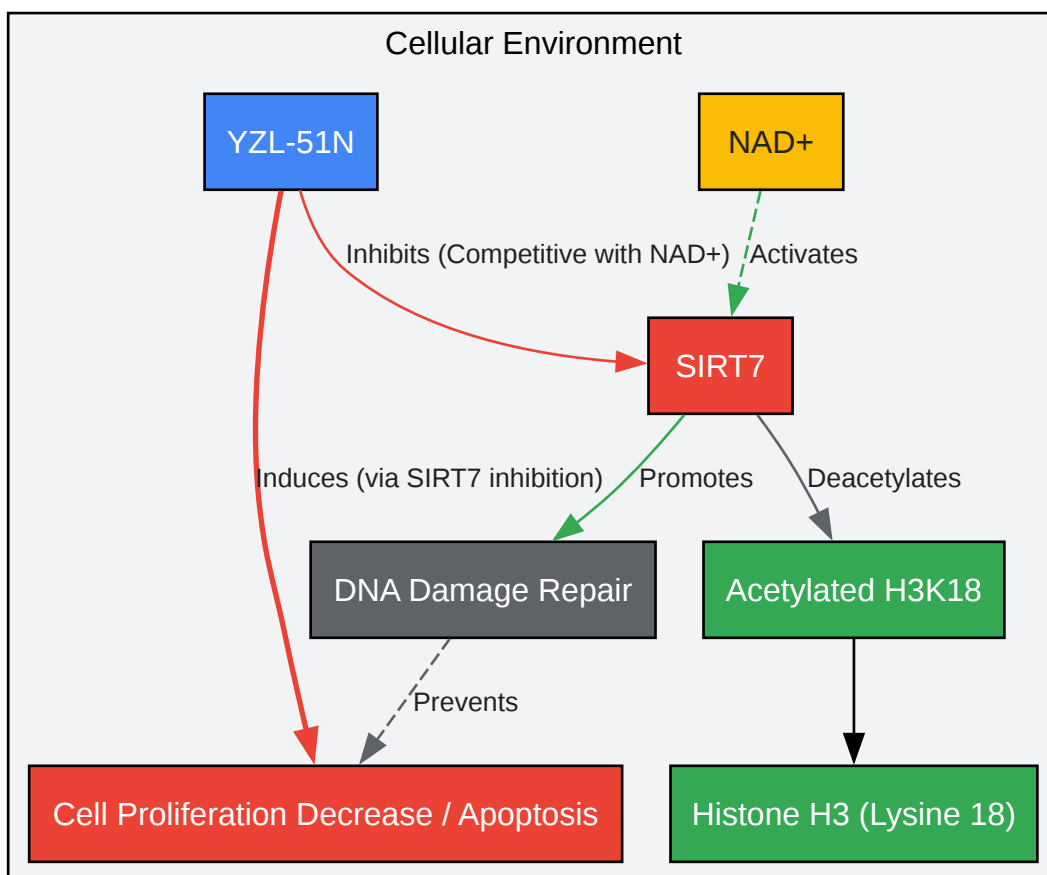 Cellular Environment
YZL-51N
NAD+
Inhibits (Competitive with NAD+)
Activates
SIRT7
Induces (via SIRT7 inhibition)
Promotes
Deacetylates
DNA Damage Repair
Acetylated H3K18
Prevents
Cell Proliferation Decrease / Apoptosis
Histone H3 (Lysine 18)